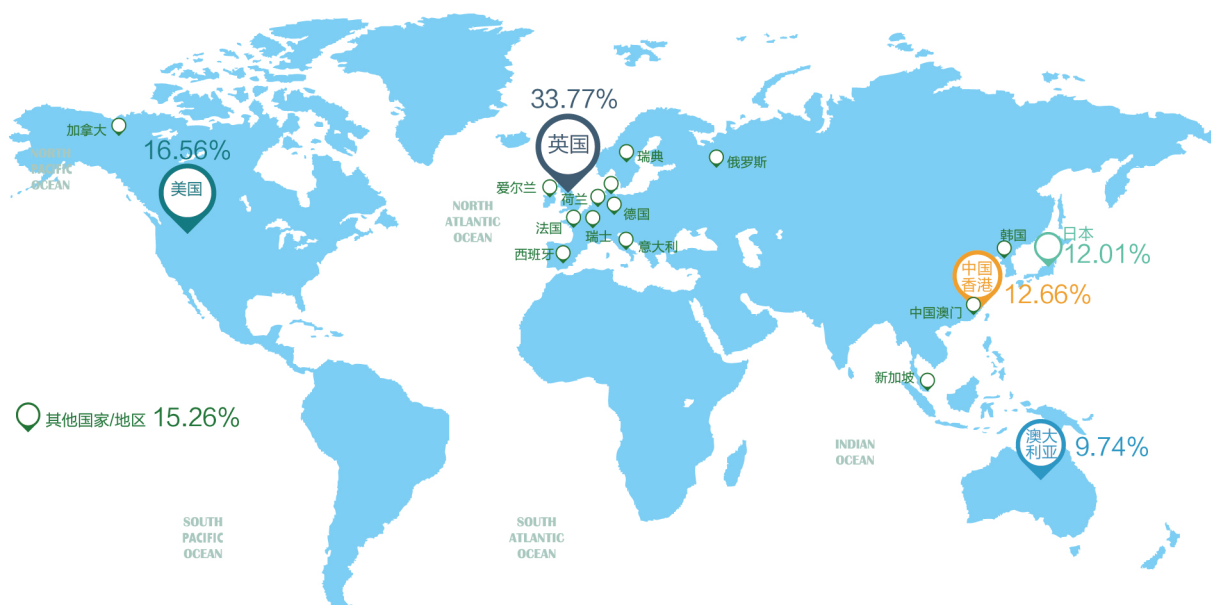 33.77%
英国
加拿大
16.56%
美国
NORTH
PACIFIC
OCEAN
瑞典
俄罗斯
爱尔兰
荷兰
德国
NORTH
ATLANTIC
OCEAN
法国
瑞士
意大利
西班牙
韩国
日本
12.01%
中国
香港
12.66%
中国澳门
新加坡
其他国家/地区 15.26%
澳大
利亚
9.74%
INDIAN
OCEAN
SOUTH
PACIFIC
OCEAN
SOUTH
ATLANTIC
OCEAN